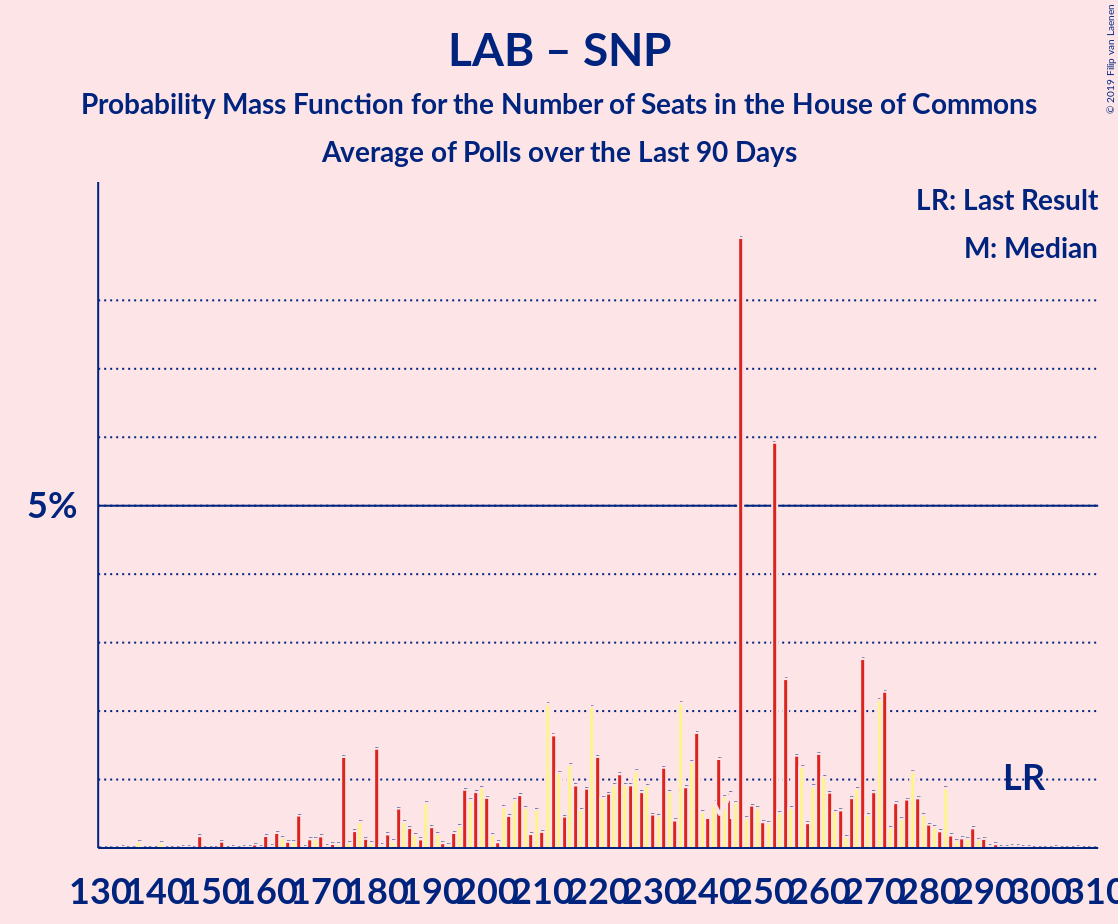 LAB – SNP
Probability Mass Function for the Number of Seats in the House of Commons
Average of Polls over the Last 90 Days
© 2019 Filip van Laenen
LR: Last Result
M: Median
5%
LR
130 140 150 160 170 180 190 200 210 220 230 240 250 260 270 280 290 300 310